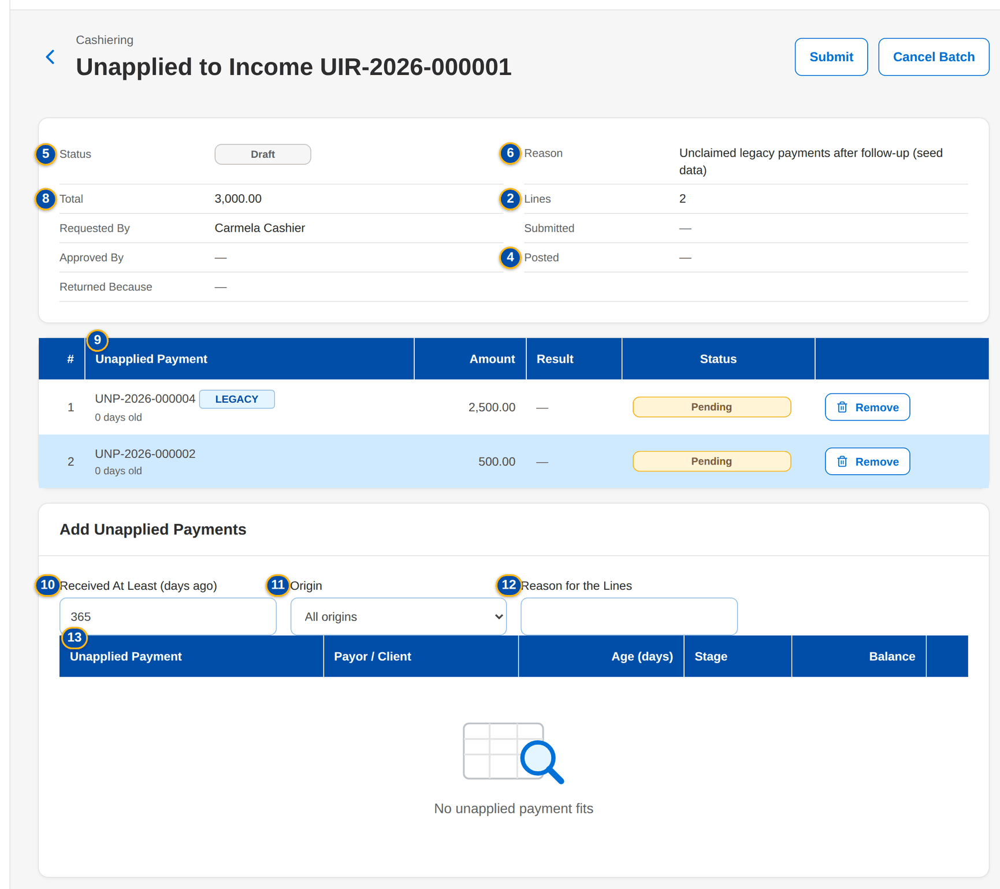 Cashiering
Unapplied to Income UIR-2026-000001
Submit
Cancel Batch
5 Status Draft
6 Reason Unclaimed legacy payments after follow-up (seed
data)
8 Total 3,000.00
2 Lines 2
Requested By Carmela Cashier
Submitted —
Approved By —
4 Posted —
Returned Because —
9
# Unapplied Payment Amount Result Status
1 UNP-2026-000004 LEGACY 2,500.00 — Pending Remove
0 days old
2 UNP-2026-000002 500.00 — Pending Remove
0 days old
Add Unapplied Payments
10 Received At Least (days ago) 11 Origin 12 Reason for the Lines
365 All origins
13
Unapplied Payment Payor / Client Age (days) Stage Balance
No unapplied payment fits